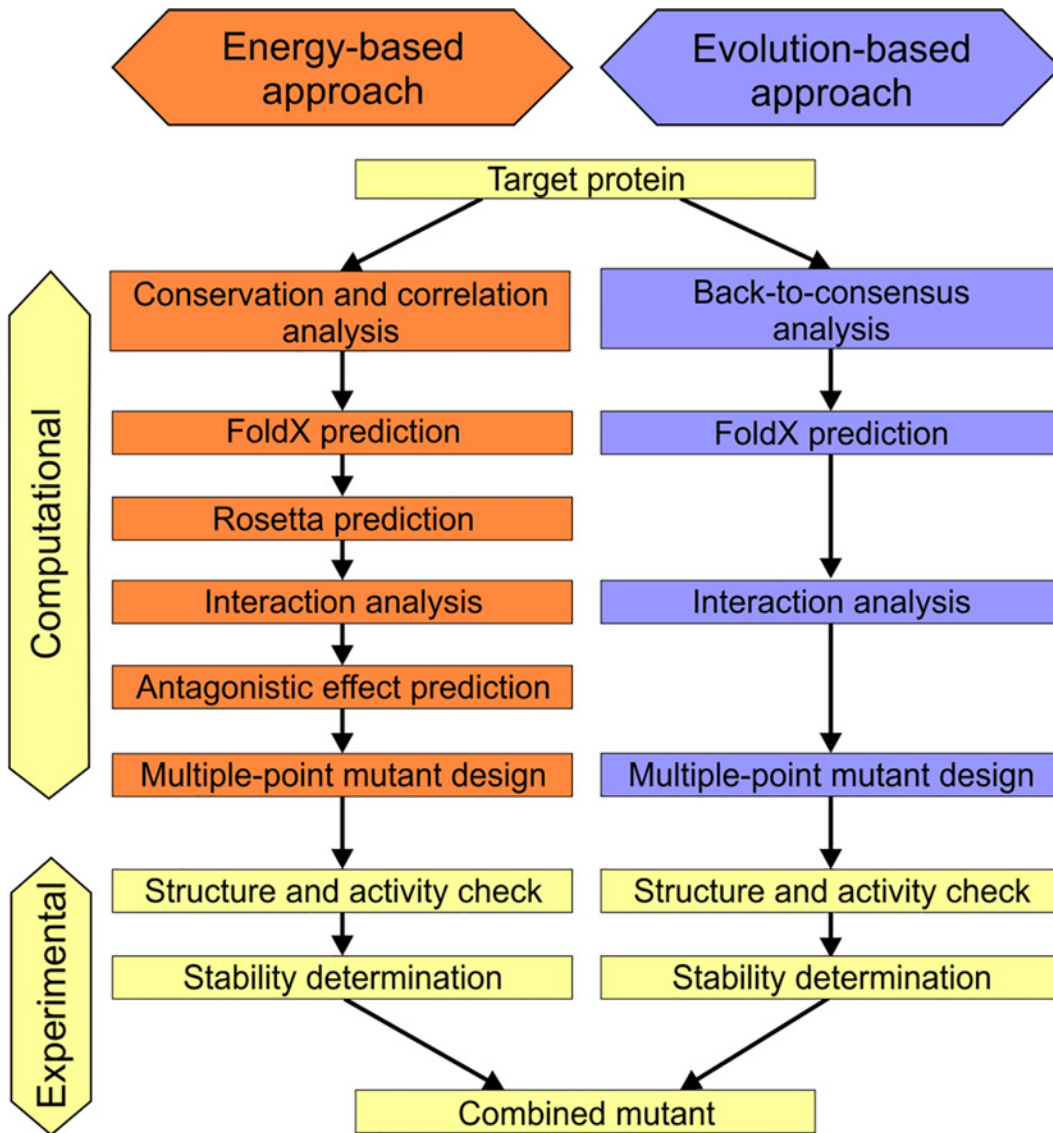 Energy-based
approach
Evolution-based
approach
Target protein
Computational
Conservation and correlation
analysis
Back-to-consensus
analysis
FoldX prediction
FoldX prediction
Rosetta prediction
Interaction analysis
Interaction analysis
Antagonistic effect prediction
Multiple-point mutant design
Multiple-point mutant design
Experimental
Structure and activity check
Structure and activity check
Stability determination
Stability determination
Combined mutant